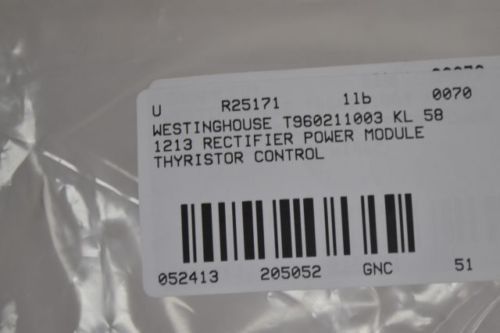 U R25171 1lb 0070
WESTINGHOUSE T960211003 KL 58
1213 RECTIFIER POWER MODULE
THYRISTOR CONTROL
052413 205052 GNC 51